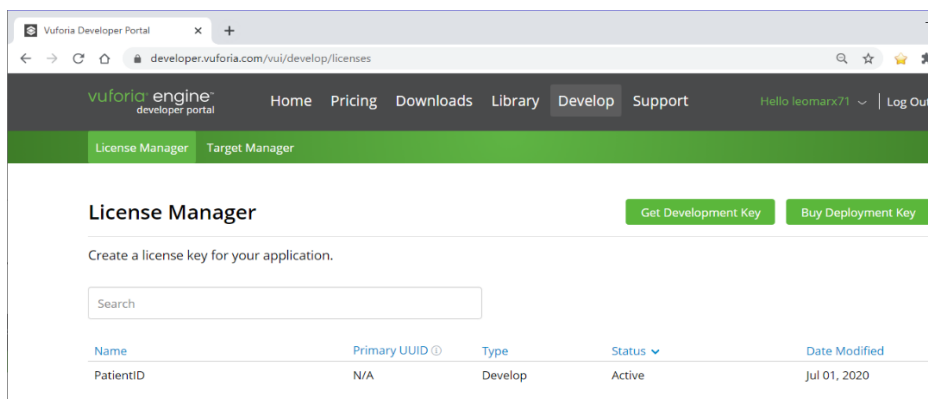 Vuforia Developer Portal
developer.vuforia.com/vui/develop/licenses
vuforia engine™ Home Pricing Downloads Library Develop Support Hello leomarx71 Log Out
developer portal
License Manager Target Manager
License Manager Get Development Key Buy Deployment Key
Create a license key for your application.
Search
Name Primary UUID Type Status Date Modified
PatientID N/A Develop Active Jul 01, 2020